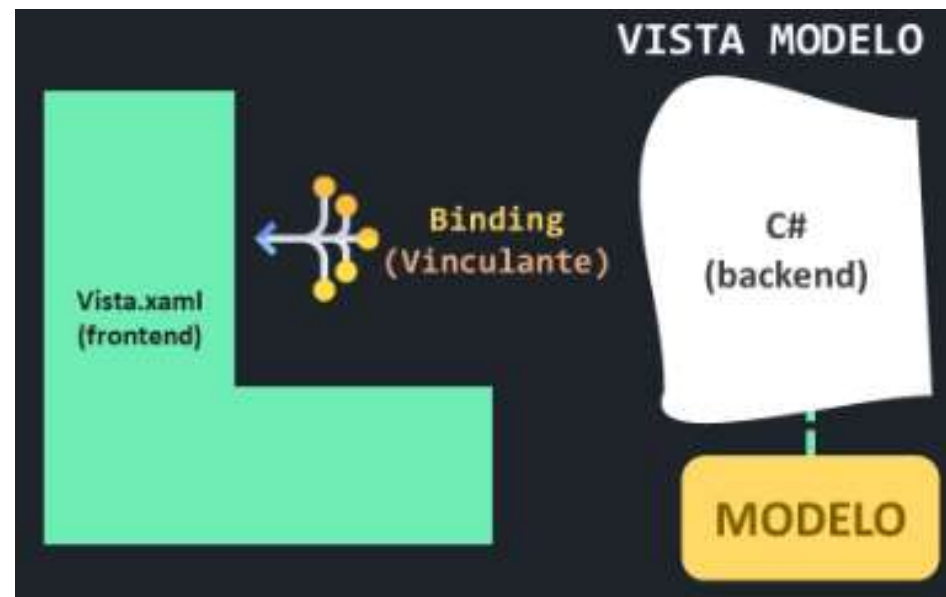 VISTA MODELO
Binding
(Vinculante)
C#
(backend)
Vista.xaml
(frontend)
MODELO